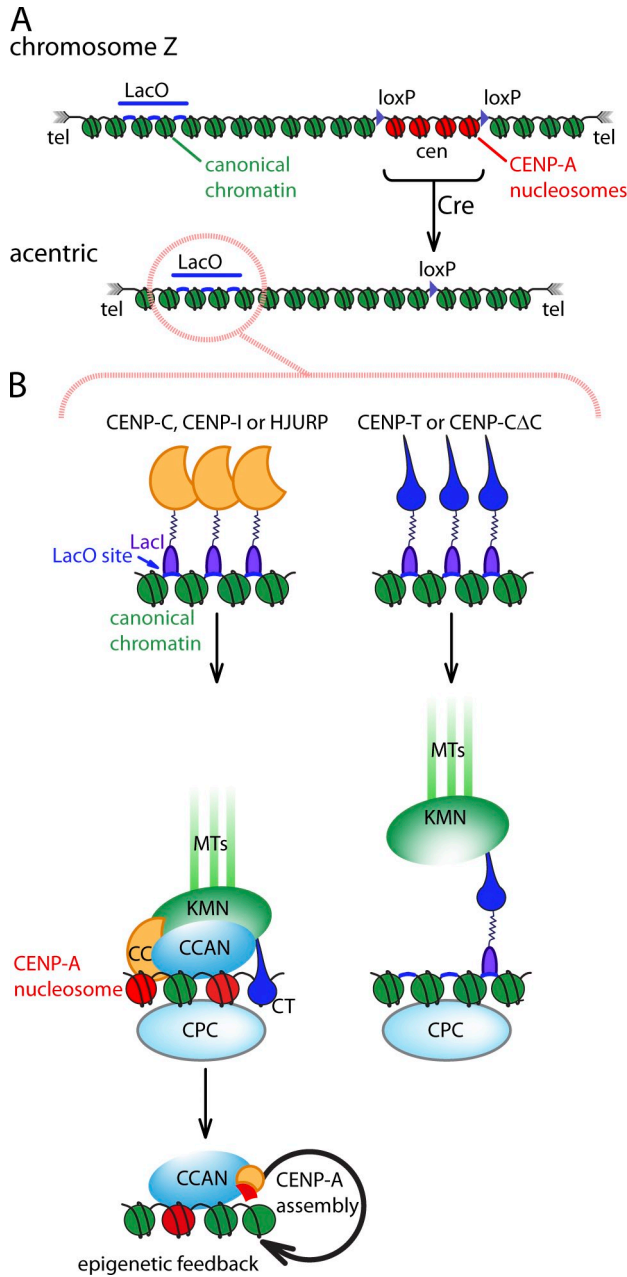 A
chromosome Z
LacO
loxP
loxP
tel
tel
cen
canonical
chromatin
CENP-A
nucleosomes
Cre
acentric
LacO
loxP
tel
tel
B
CENP-C, CENP-I or HJURP
CENP-T or CENP-CΔC
LacI
LacO site
canonical
chromatin
MTs
KMN
MTs
KMN
CC
CCAN
CENP-A
nucleosome
CT
CPC
CPC
CCAN
CENP-A
assembly
epigenetic feedback